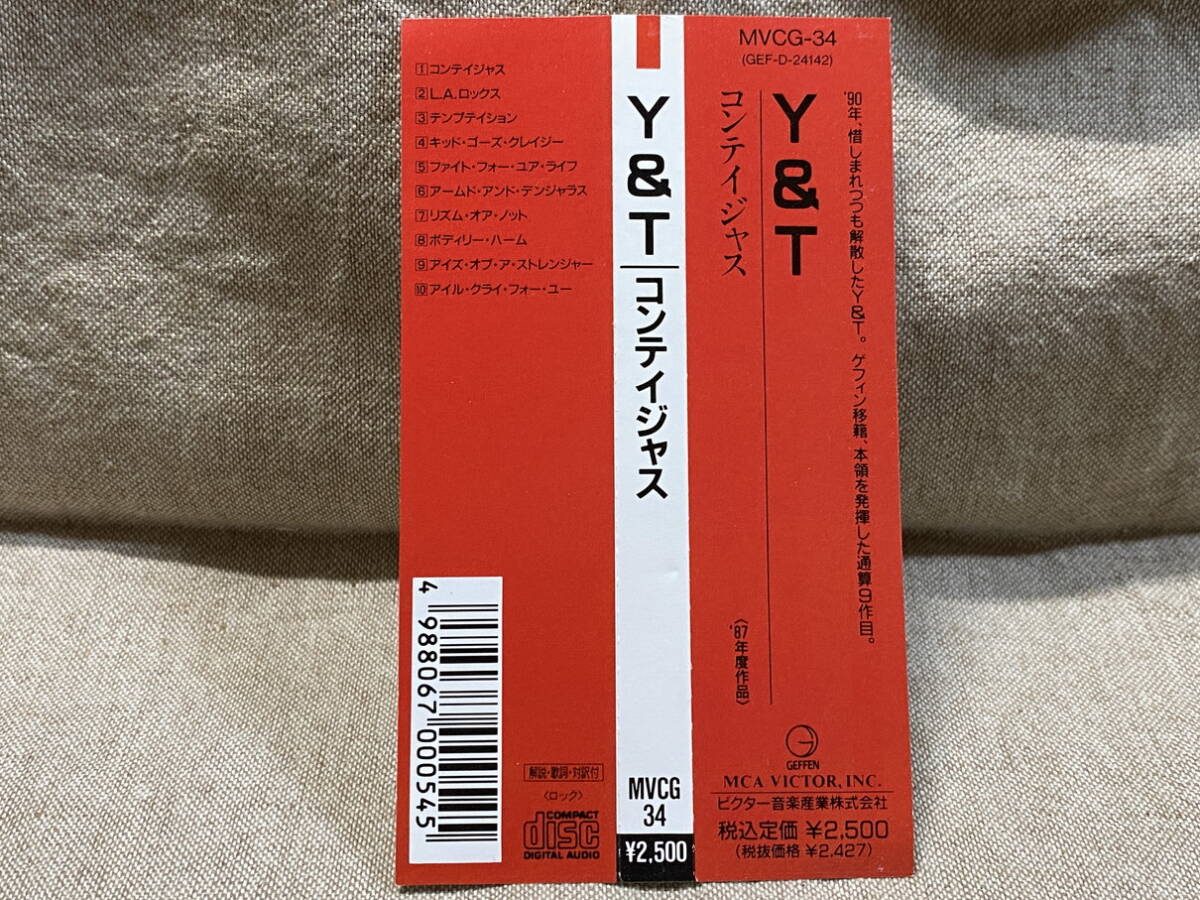 1 コンテイジャス
2 L.A.ロックス
3 テンプテイション
4 キッド・ゴーズ・クレイジー
5 ファイト・フォー・ユア・ライフ
6 アームド・アンド・デンジャラス
7 リズム・オア・ノット
8 ボディリー・ハーム
9 アイズ・オブ・ア・ストレンジャー
10 アイル・クライ・フォー・ユー
4 988067 000545
解説・歌詞・対訳付
〈ロック〉
COMPACT
disc
DIGITAL AUDIO
Y&T
コンテイジャス
MVCG
34
¥2,500
MVCG-34
(GEF-D-24142)
'90年、惜しまれつつも解散したY&T。ゲフィン移籍、本領を発揮した通算9作目。
Y&T
コンテイジャス
〈'87年度作品〉
G
GEFFEN
MCA VICTOR, INC.
ビクター音楽産業株式会社
税込定価 ¥2,500
(税抜価格 ¥2,427)